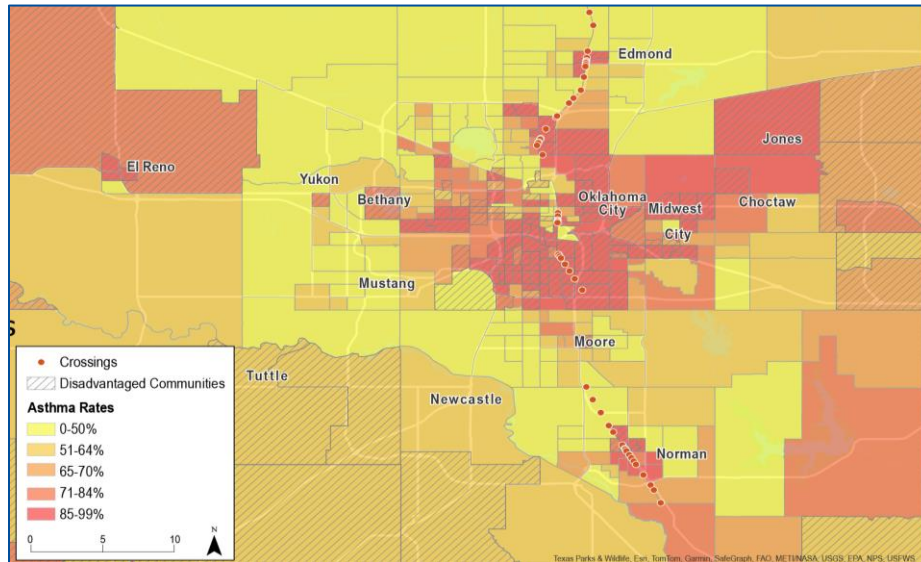 Edmond
Jones
El Reno
Yukon
Bethany
Oklahoma
City
Midwest
City
Choctaw
Mustang
S
Moore
Tuttle
Newcastle
Norman
Crossings
Disadvantaged Communities
Asthma Rates
0-50%
51-64%
65-70%
71-84%
85-99%
0 5 10
N
Texas Parks & Wildlife, Esri, TomTom, Garmin, SafeGraph, FAO, METI/NASA, USGS, EPA, NPS, USFWS